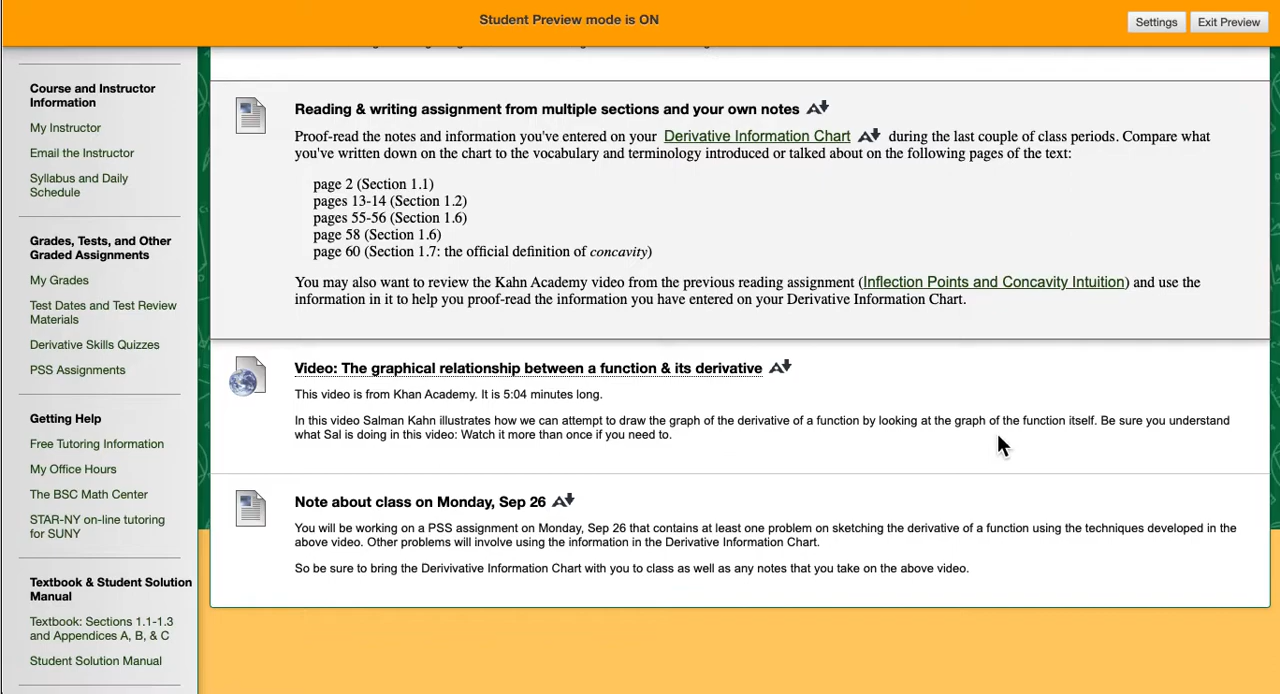 Student Preview mode is ON
Settings
Exit Preview
Course and Instructor
Information
My Instructor
Email the Instructor
Syllabus and Daily
Schedule
Grades, Tests, and Other
Graded Assignments
My Grades
Test Dates and Test Review
Materials
Derivative Skills Quizzes
PSS Assignments
Getting Help
Free Tutoring Information
My Office Hours
The BSC Math Center
STAR-NY on-line tutoring
for SUNY
Textbook & Student Solution
Manual
Textbook: Sections 1.1-1.3
and Appendices A, B, & C
Student Solution Manual
Reading & writing assignment from multiple sections and your own notes
Proof-read the notes and information you've entered on your Derivative Information Chart during the last couple of class periods. Compare what
you've written down on the chart to the vocabulary and terminology introduced or talked about on the following pages of the text:
page 2 (Section 1.1)
pages 13-14 (Section 1.2)
pages 55-56 (Section 1.6)
page 58 (Section 1.6)
page 60 (Section 1.7: the official definition of concavity)
You may also want to review the Kahn Academy video from the previous reading assignment (Inflection Points and Concavity Intuition) and use the
information in it to help you proof-read the information you have entered on your Derivative Information Chart.
Video: The graphical relationship between a function & its derivative
This video is from Khan Academy. It is 5:04 minutes long.
In this video Salman Kahn illustrates how we can attempt to draw the graph of the derivative of a function by looking at the graph of the function itself. Be sure you understand
what Sal is doing in this video: Watch it more than once if you need to.
Note about class on Monday, Sep 26
You will be working on a PSS assignment on Monday, Sep 26 that contains at least one problem on sketching the derivative of a function using the techniques developed in the
above video. Other problems will involve using the information in the Derivative Information Chart.
So be sure to bring the Derivivative Information Chart with you to class as well as any notes that you take on the above video.